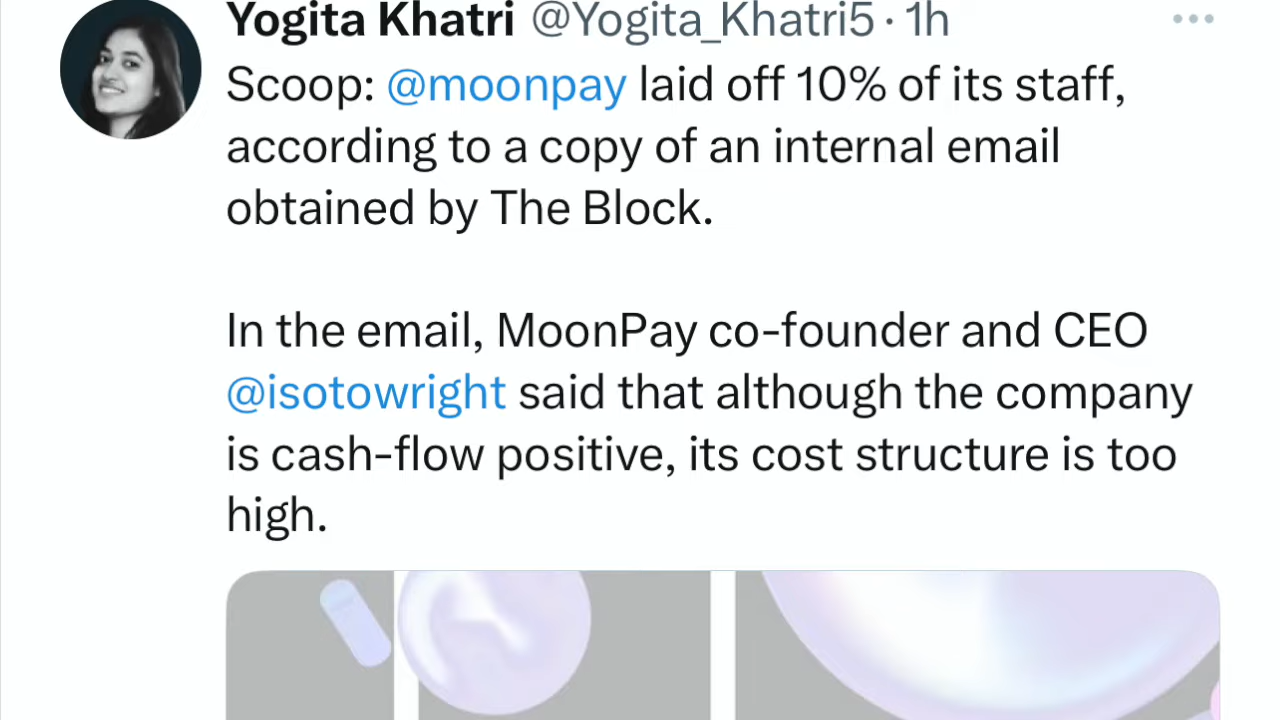 Yogita Khatri @Yogita_Khatri5 · 1h
Scoop: @moonpay laid off 10% of its staff,
according to a copy of an internal email
obtained by The Block.
In the email, MoonPay co-founder and CEO
@isotowright said that although the company
is cash-flow positive, its cost structure is too
high.